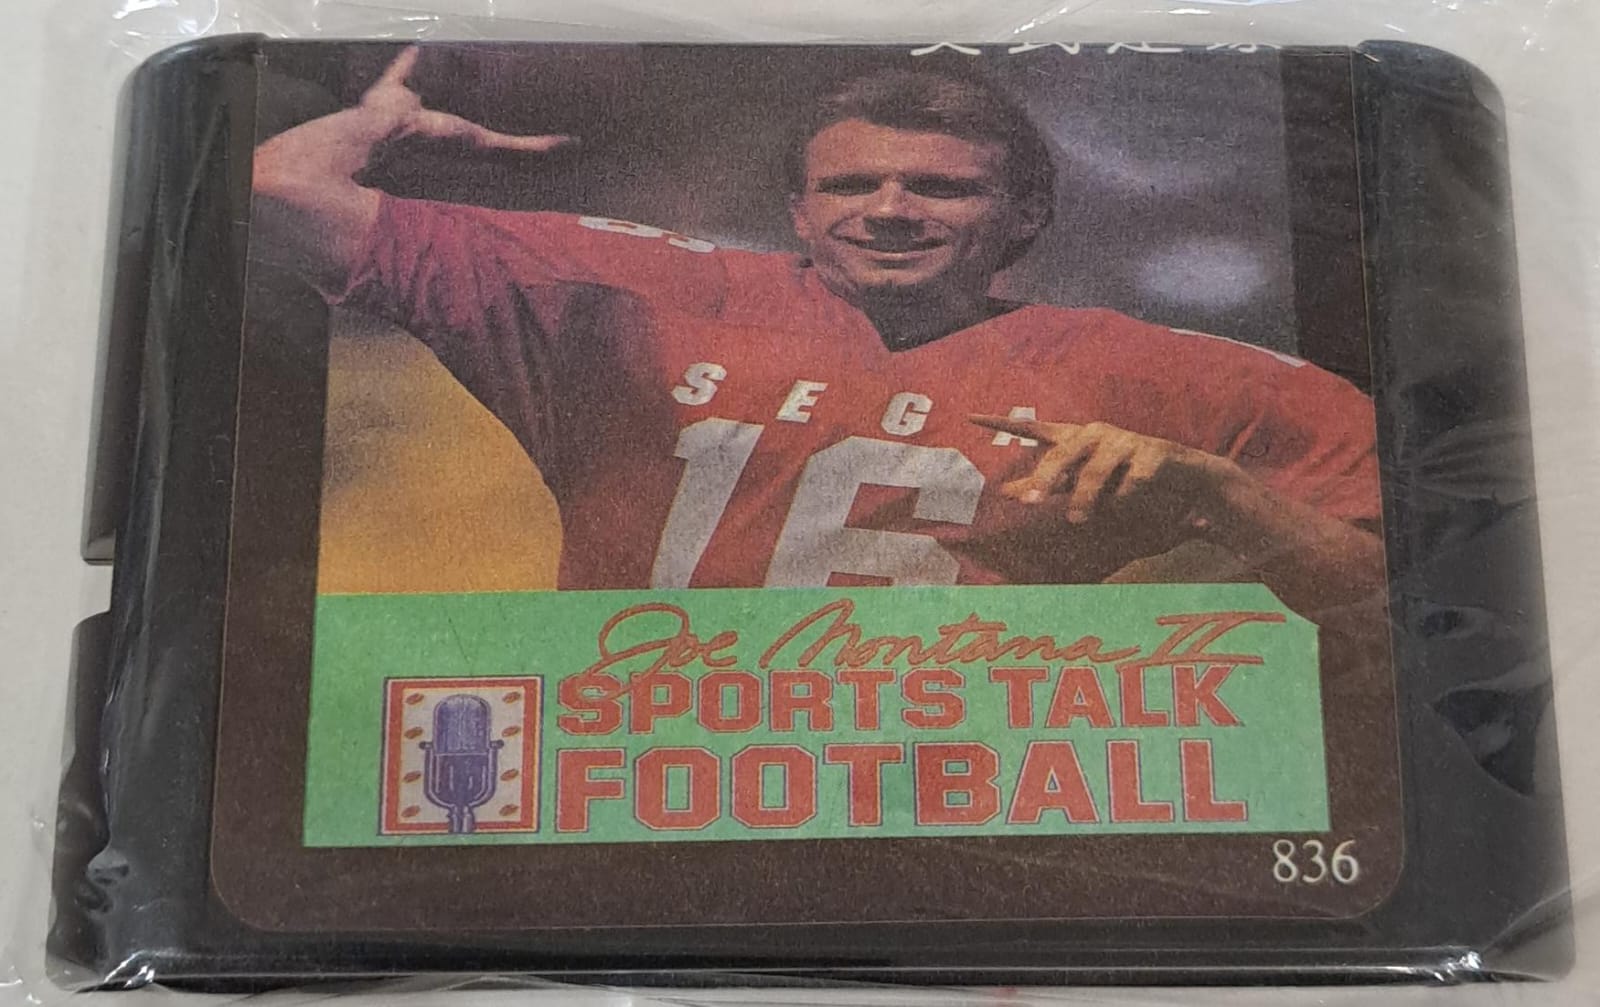 SEGA
16
Joe Montana II
SPORTS TALK
FOOTBALL
836